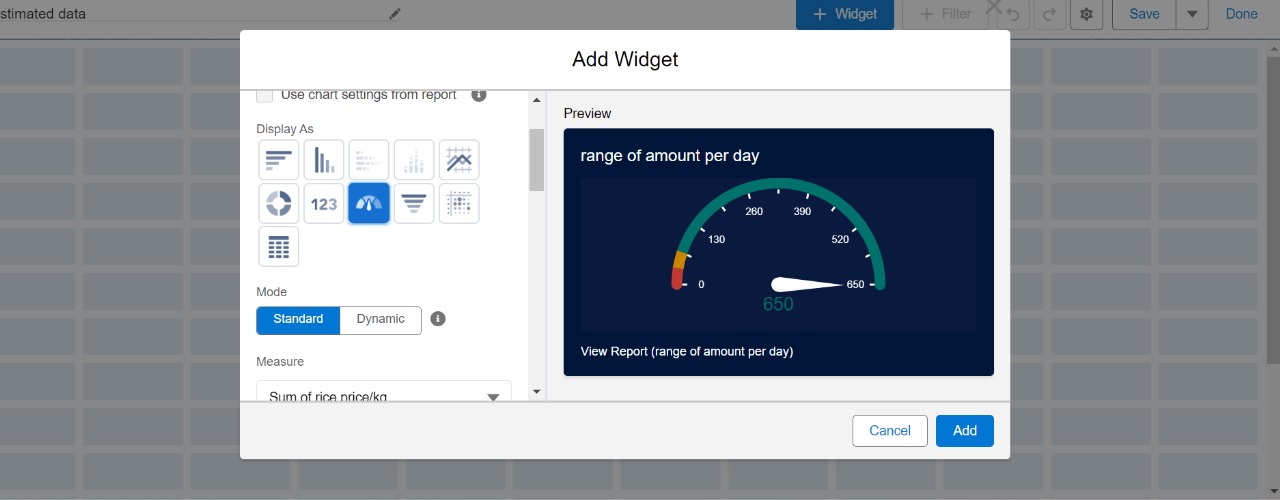 stimated data
+ Widget
+ Filter
Save
Done
Add Widget
Use chart settings from report
Display As
123
Mode
Standard
Dynamic
Measure
Sum of rice price/kg
Preview
range of amount per day
0
130
260
390
520
650
650
View Report (range of amount per day)
Cancel
Add